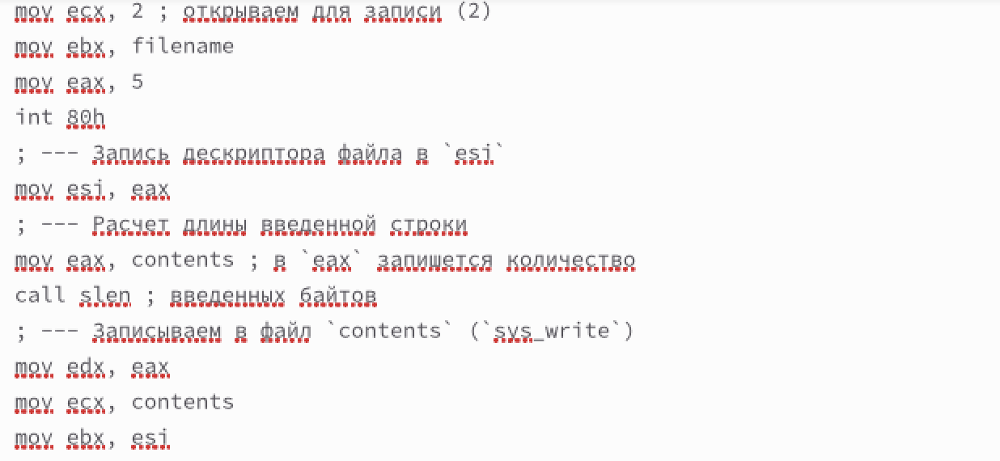 mov ecx, 2 ; открываем для записи (2)
mov ebx, filename
mov eax, 5
int 80h
; --- Запись дескриптора файла в `esi`
mov esi, eax
; --- Расчет длины введенной строки
mov eax, contents ; в `eax` запишется количество
call slen ; введенных байтов
; --- Записываем в файл `contents` (`sys_write`)
mov edx, eax
mov ecx, contents
mov ebx, esi